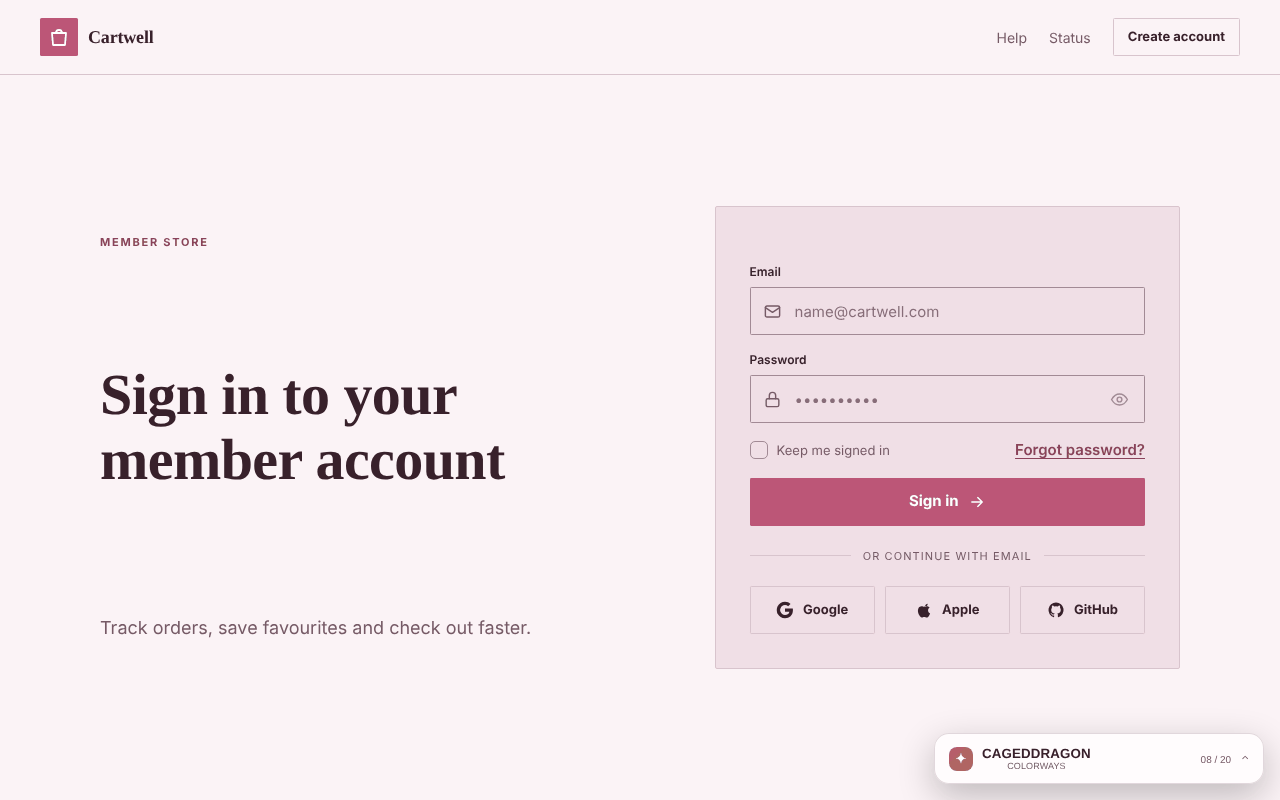 Cartwell
Help
Status
Create account
MEMBER STORE
Sign in to your
member account
Track orders, save favourites and check out faster.
Email
name@cartwell.com
Password
••••••••••
Keep me signed in
Forgot password?
Sign in
OR CONTINUE WITH EMAIL
Google
Apple
GitHub
CAGEDDRAGON
COLORWAYS
08 / 20